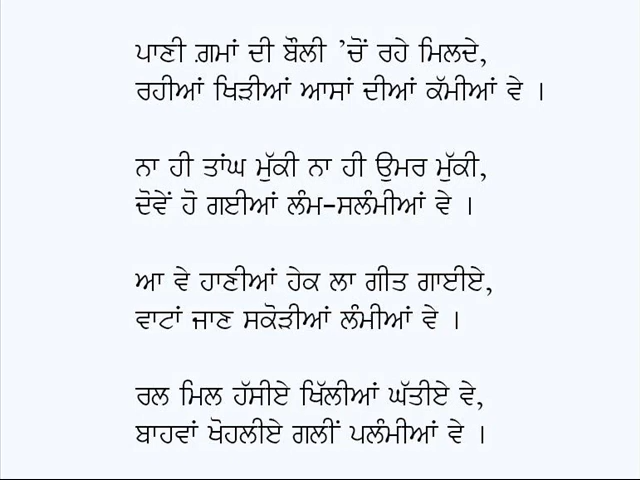 ਪਾਣੀ ਗ਼ਮਾਂ ਦੀ ਬੌਲੀ ’ਚੋਂ ਰਹੇ ਮਿਲਦੇ,
ਰਹੀਆਂ ਖਿੜੀਆਂ ਆਸਾਂ ਦੀਆਂ ਕੱਮੀਆਂ ਵੇ ।
ਨਾ ਹੀ ਤਾਂਘ ਮੁੱਕੀ ਨਾ ਹੀ ਉਮਰ ਮੁੱਕੀ,
ਦੋਵੇਂ ਹੋ ਗਈਆਂ ਲੰਮ-ਸਲੰਮੀਆਂ ਵੇ ।
ਆ ਵੇ ਹਾਣੀਆਂ ਹੇਕ ਲਾ ਗੀਤ ਗਾਈਏ,
ਵਾਟਾਂ ਜਾਣ ਸਕੋੜੀਆਂ ਲੰਮੀਆਂ ਵੇ ।
ਰਲ ਮਿਲ ਹੱਸੀਏ ਖਿੱਲੀਆਂ ਘੱਤੀਏ ਵੇ,
ਬਾਹਵਾਂ ਖੋਹਲੀਏ ਗਲੀਂ ਪਲੰਮੀਆਂ ਵੇ ।